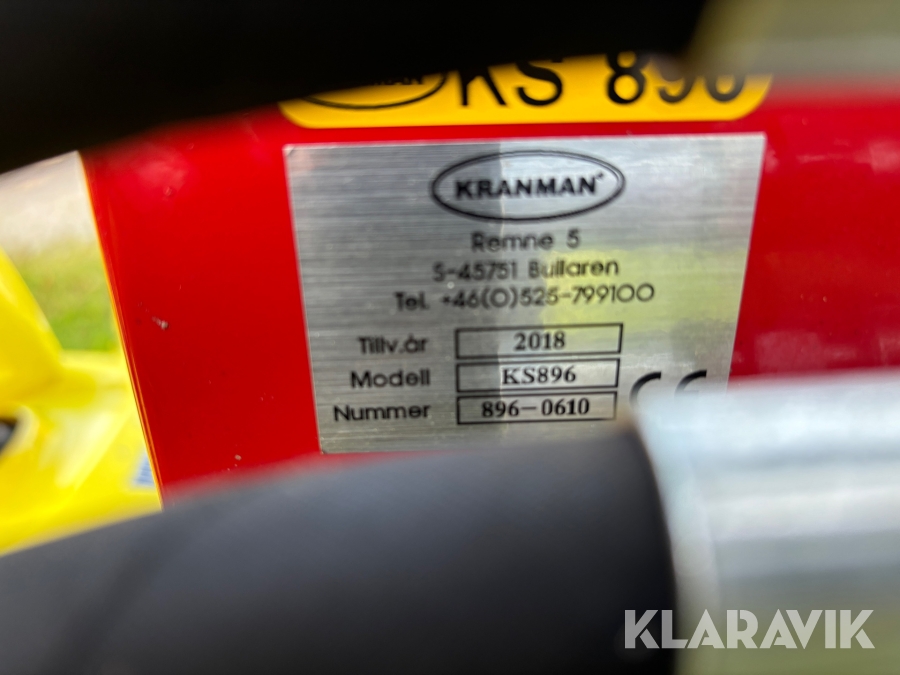 KS 896
KRANMAN
Remne 5
S-45751 Bullaren
Tel. +46(0)525-799100
Tillv.år 2018
Modell KS896
Nummer 896-0610
CE
KLARAVIK